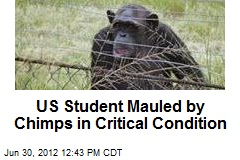 US Student Mauled by
Chimps in Critical Condition
Jun 30, 2012 12:43 PM CDT